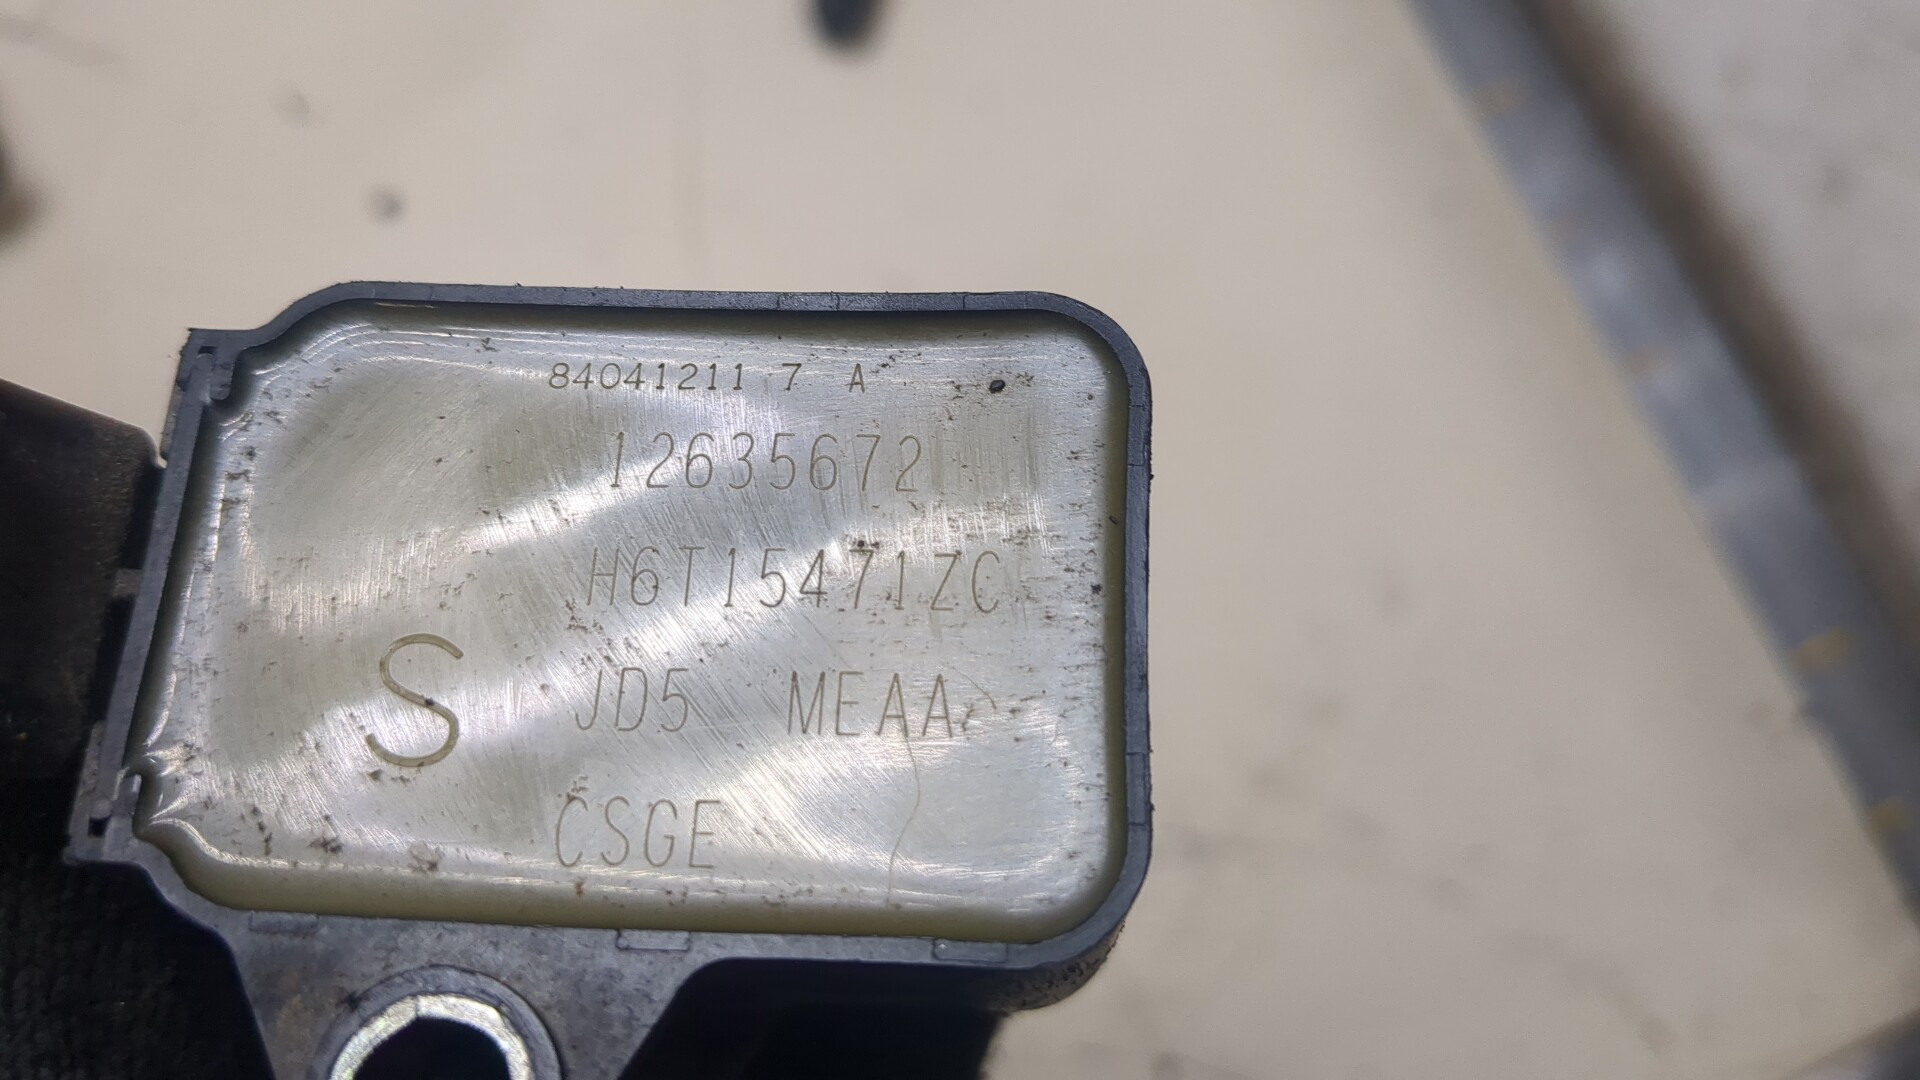 84041211 7 A
12635672
H6T15471ZC
S JD5 MEAA
CSGE